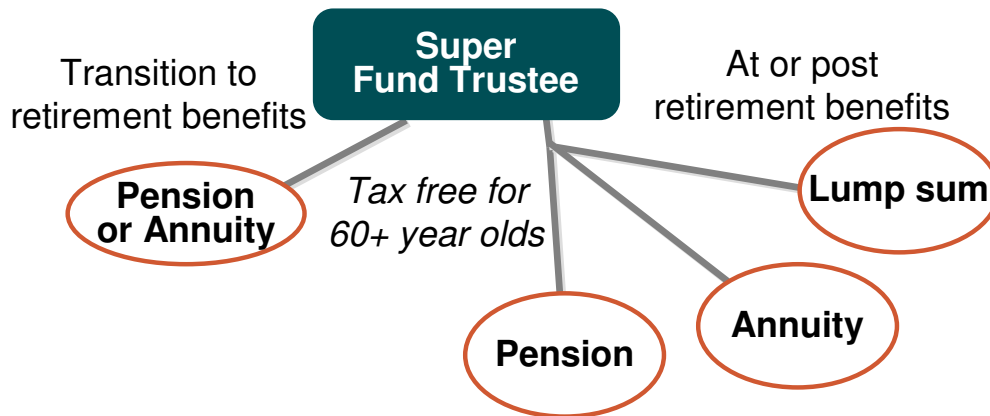 Super
Fund Trustee
Transition to
retirement benefits
At or post
retirement benefits
Pension
or Annuity
Tax free for
60+ year olds
Lump sum
Annuity
Pension